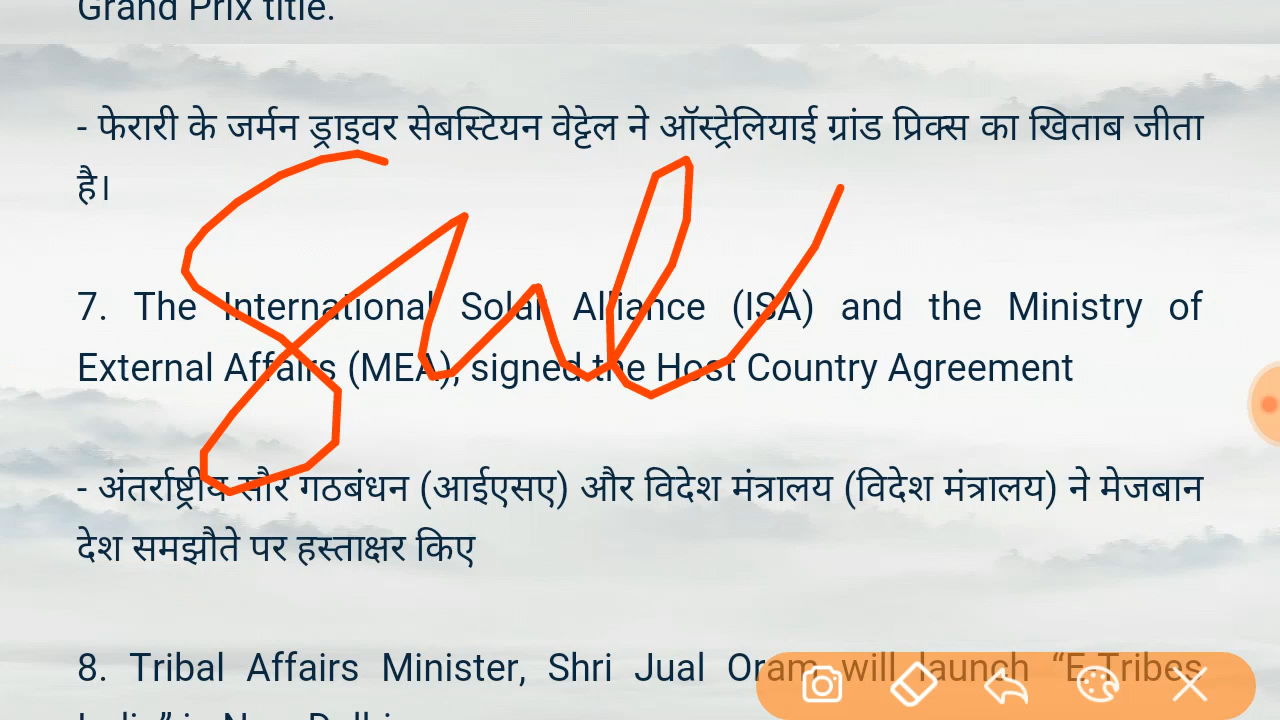 Grand Prix title.
- फेरारी के जर्मन ड्राइवर सेबस्टियन वेट्टेल ने ऑस्ट्रेलियाई ग्रांड प्रिक्स का खिताब जीता
है।
7. The International Solar Alliance (ISA) and the Ministry of
External Affairs (MEA), signed the Host Country Agreement
- अंतर्राष्ट्रीय सौर गठबंधन (आईएसए) और विदेश मंत्रालय (विदेश मंत्रालय) ने मेजबान
देश समझौते पर हस्ताक्षर किए
8. Tribal Affairs Minister, Shri Jual Oram will launch “E-Tribes
India” in New Delhi